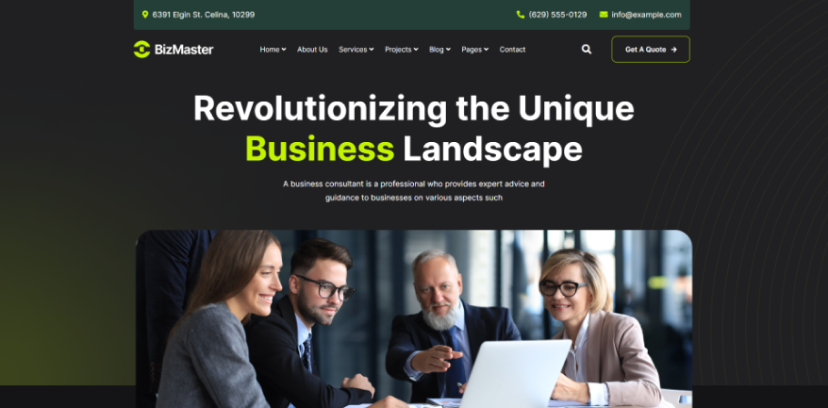 6391 Elgin St. Celina, 10299 (629) 555-0129 info@example.com
BizMaster Home About Us Services Projects Blog Pages Contact Get A Quote
Revolutionizing the Unique
Business Landscape
A business consultant is a professional who provides expert advice and
guidance to businesses on various aspects such